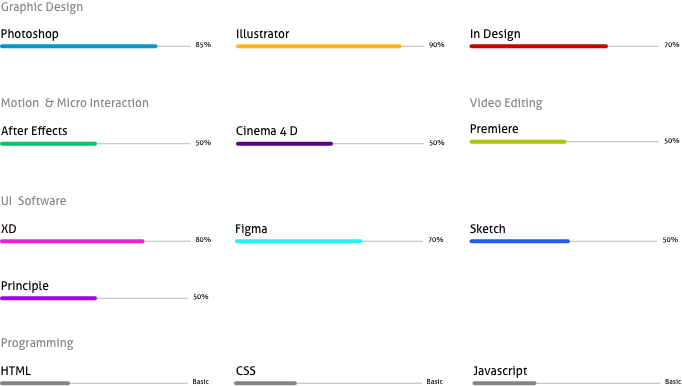 Graphic Design
Photoshop
85%
Illustrator
90%
In Design
70%
Motion & Micro Interaction
Video Editing
After Effects
50%
Cinema 4 D
50%
Premiere
50%
UI Software
XD
80%
Figma
70%
Sketch
50%
Principle
50%
Programming
HTML
Basic
CSS
Basic
Javascript
Basic